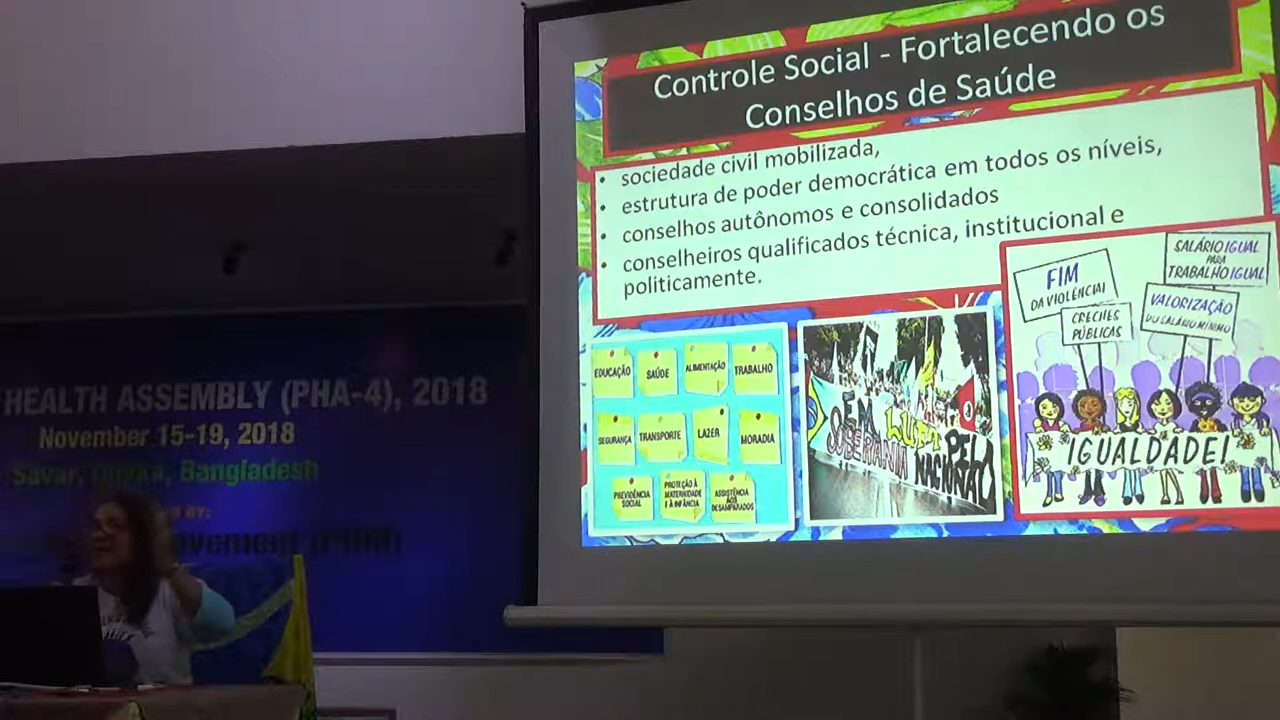 Controle Social - Fortalecendo os
Conselhos de Saúde
• sociedade civil mobilizada,
• estrutura de poder democrática em todos os níveis,
• conselhos autônomos e consolidados
• conselheiros qualificados técnica, institucional e
politicamente.
EDUCAÇÃO
SAÚDE
ALIMENTAÇÃO
TRABALHO
SEGURANÇA
TRANSPORTE
LAZER
MORADIA
PREVIDÊNCIA
SOCIAL
PROTEÇÃO À
MATERNIDADE
E À INFÂNCIA
ASSISTÊNCIA
AOS
DESAMPARADOS
EM LUTA PELA
SOBERANIA NACIONAL
FIM
DA VIOLÊNCIA!
SALÁRIO IGUAL
PARA
TRABALHO IGUAL
CRECHES
PÚBLICAS
VALORIZAÇÃO
DO SALÁRIO MÍNIMO
IGUALDADE!
HEALTH ASSEMBLY (PHA-4), 2018
November 15-19, 2018
Savar, Dhaka, Bangladesh
BY: